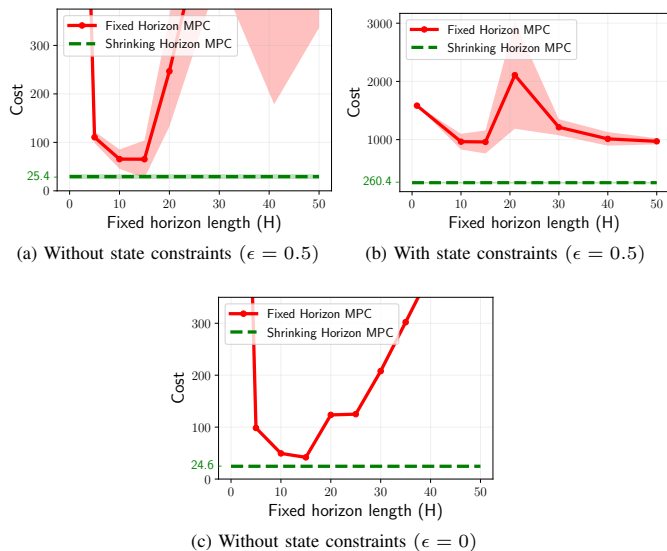 Fixed Horizon MPC
Shrinking Horizon MPC
Cost
300
200
100
25.4
0
0
10
20
30
40
50
Fixed horizon length (H)
(a) Without state constraints (ϵ = 0.5)
Fixed Horizon MPC
Shrinking Horizon MPC
Cost
3000
2000
1000
260.4
0
10
20
30
40
50
Fixed horizon length (H)
(b) With state constraints (ϵ = 0.5)
Fixed Horizon MPC
Shrinking Horizon MPC
Cost
300
200
100
24.6
0
0
10
20
30
40
50
Fixed horizon length (H)
(c) Without state constraints (ϵ = 0)